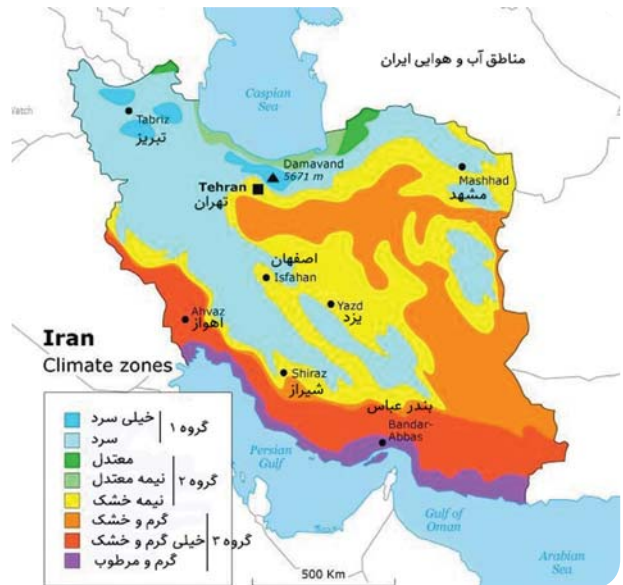 مناطق آب و هوایی ایران
Caspian
Sea
Tabriz
تبریز
Damavand
5671 m
Tehran
تهران
Mashhad
مشهد
اصفهان
Isfahan
Yazd
یزد
Ahvaz
اهواز
Shiraz
شیراز
بندر عباس
Bandar-
Abbas
Persian
Gulf
Gulf of
Oman
Arabian
Sea
Iran
Climate zones
خیلی سرد
سرد
گروه ۱
معتدل
نیمه معتدل
نیمه خشک
گروه ۲
گرم و خشک
خیلی گرم و خشک
گرم و مرطوب
گروه ۳
500 Km